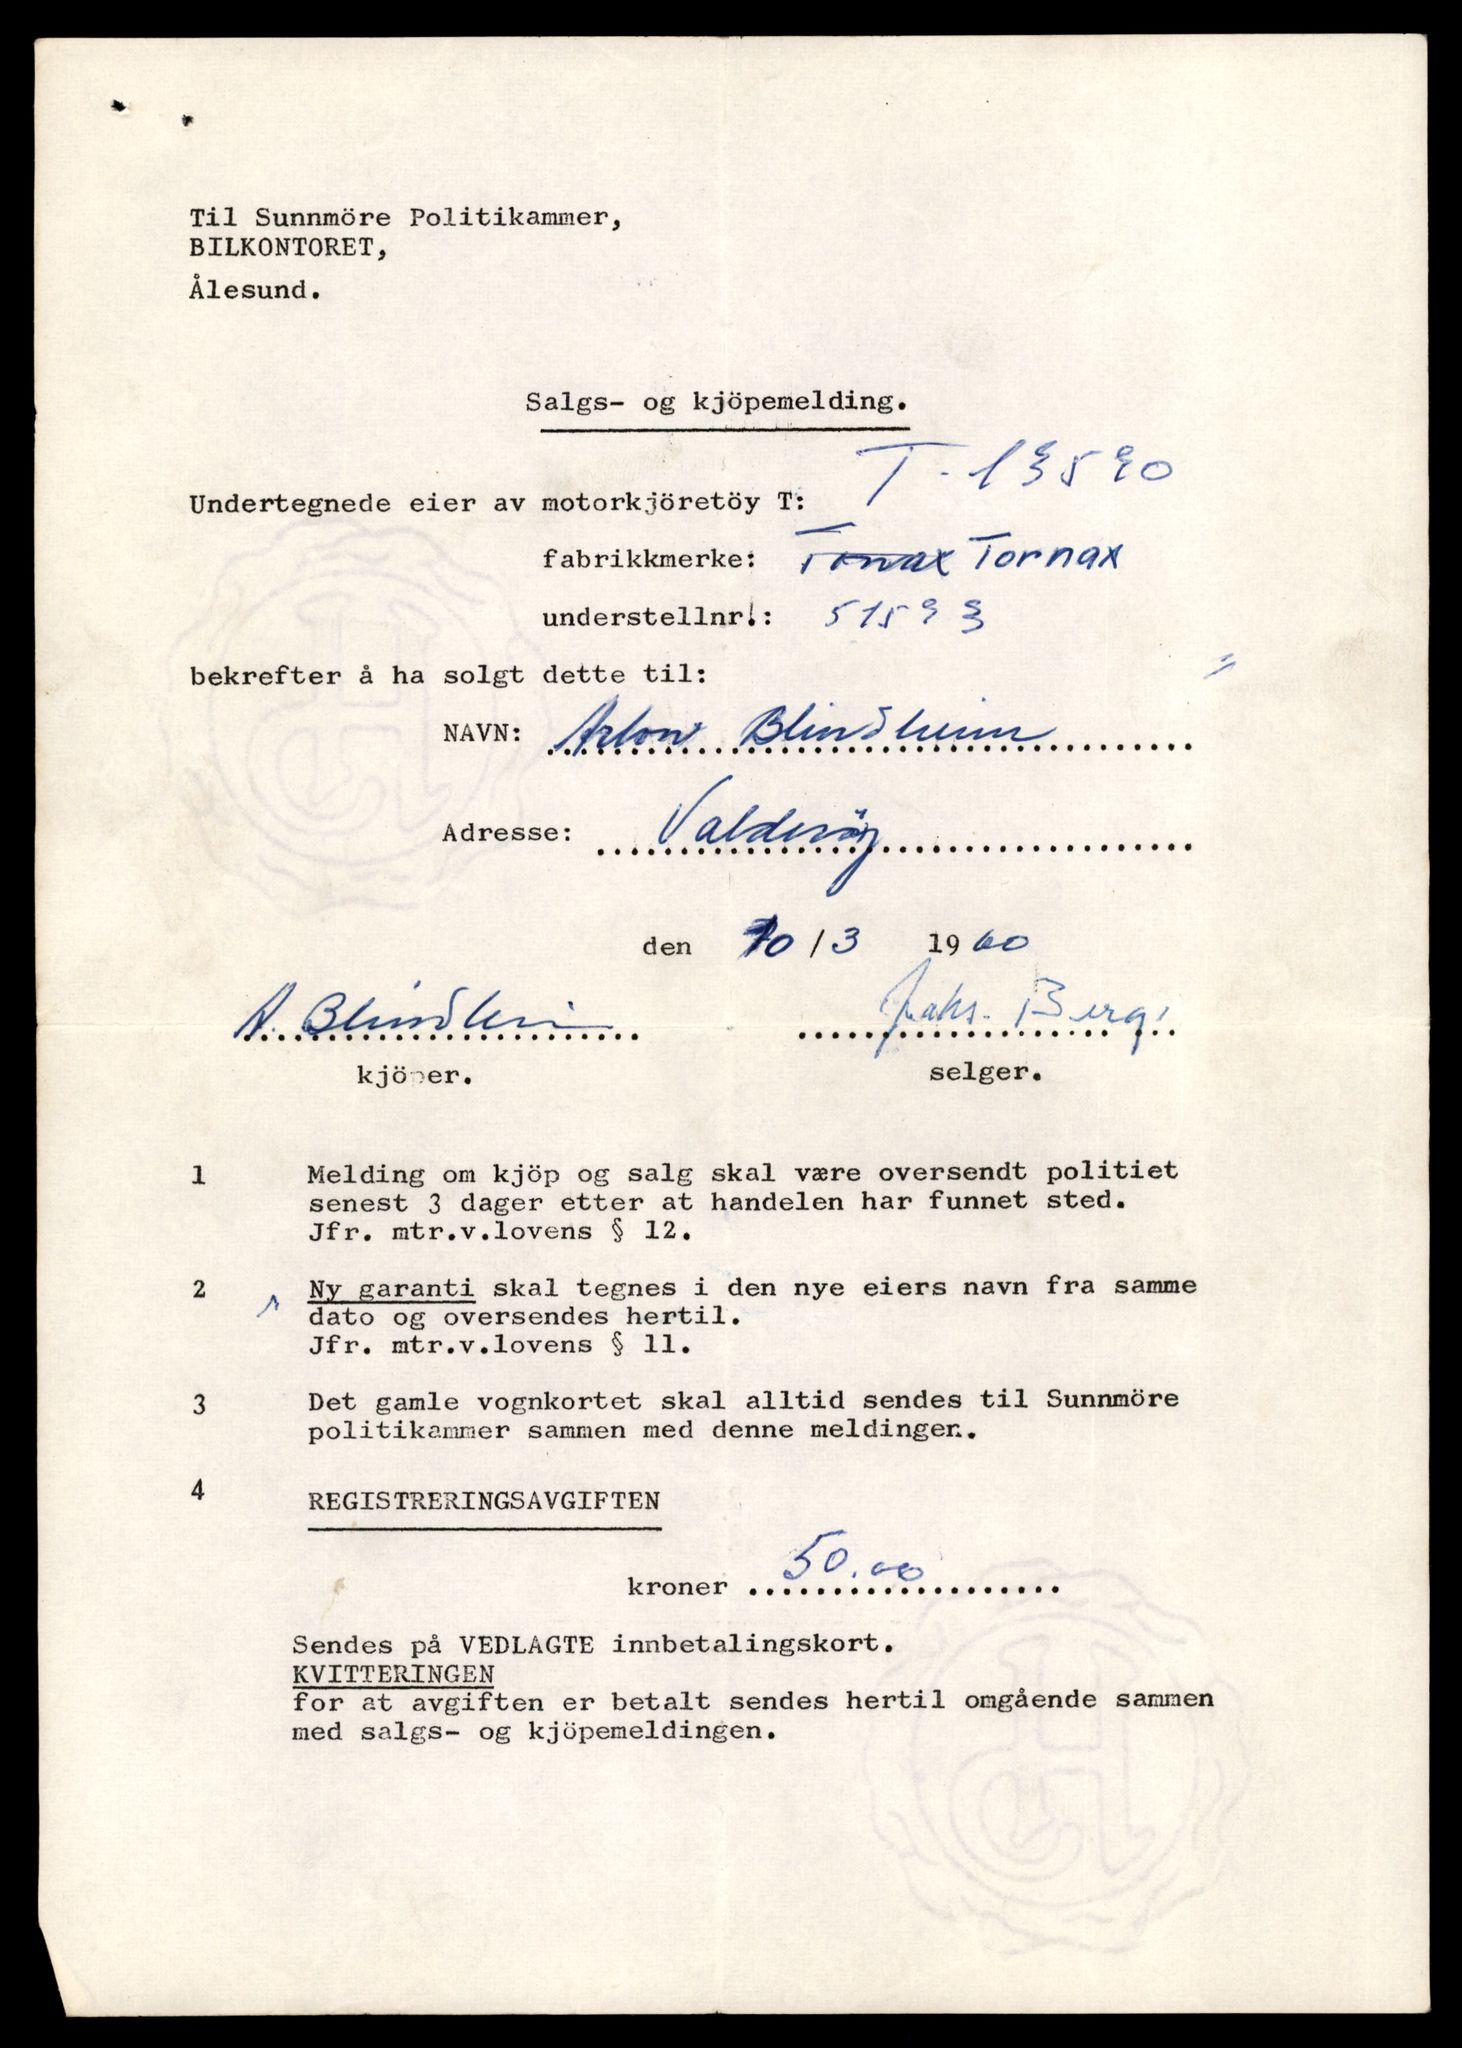 Til Sunnmöre Politikammer,
BILKONTORET,
Ålesund.
Salgs- og kjöpemelding.
Undertegnede eier av motorkjöretöy T: T-13590
fabrikkmerke: Tornax
understellnr.: 51593
bekrefter å ha solgt dette til:
NAVN: Blindheim
Adresse: Valderöy
den 10/3 1960
A. Blindheim Berg
kjöper. selger.
1 Melding om kjöp og salg skal være oversendt politiet
senest 3 dager etter at handelen har funnet sted.
Jfr. mtr.v.lovens § 12.
2 Ny garanti skal tegnes i den nye eiers navn fra samme
dato og oversendes hertil.
Jfr. mtr.v.lovens § 11.
3 Det gamle vognkortet skal alltid sendes til Sunnmöre
politikammer sammen med denne meldingen.
4 REGISTRERINGSAVGIFTEN
kroner 50.00
Sendes på VEDLAGTE innbetalingskort.
KVITTERINGEN
for at avgiften er betalt sendes hertil omgående sammen
med salgs- og kjöpemeldingen.